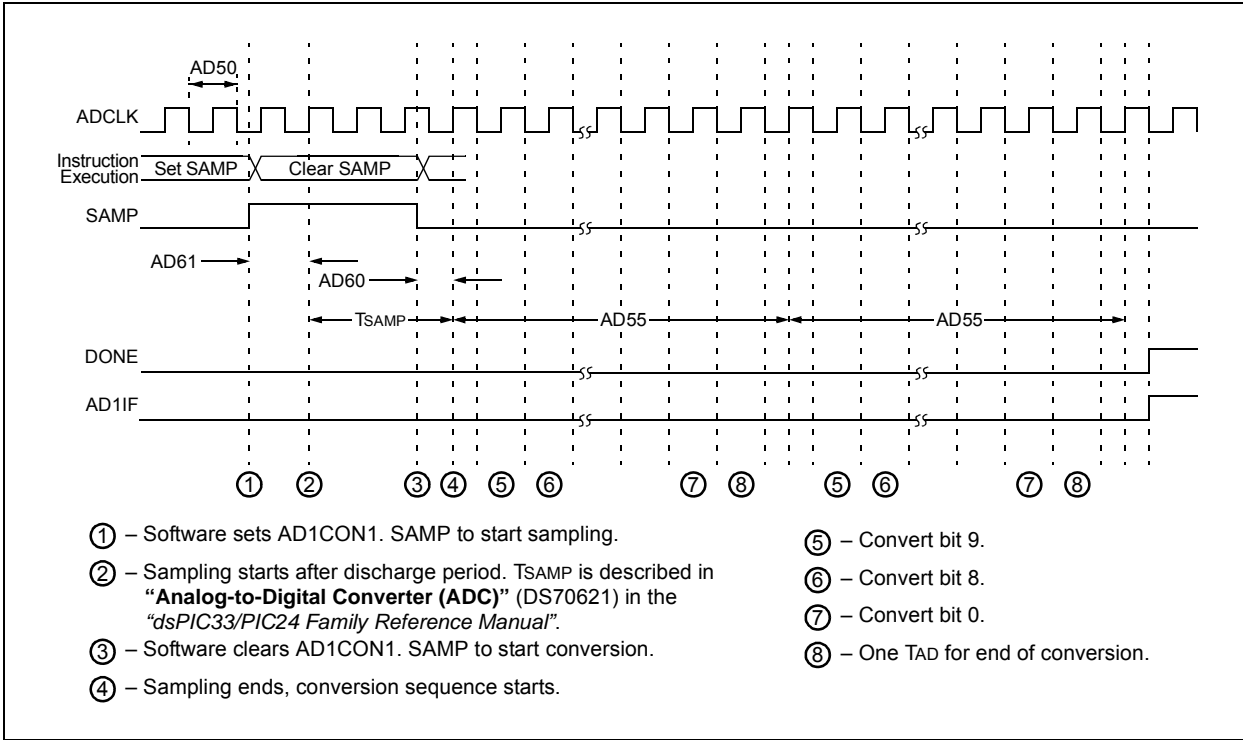 AD50
ADCLK
Instruction
Execution
Set SAMP
Clear SAMP
SAMP
AD61
AD60
TSAMP
AD55
AD55
DONE
AD1IF
1 2 3 4 5 6 7 8 5 6 7 8
1 – Software sets AD1CON1. SAMP to start sampling.
2 – Sampling starts after discharge period. TSAMP is described in
“Analog-to-Digital Converter (ADC)” (DS70621) in the
“dsPIC33/PIC24 Family Reference Manual”.
3 – Software clears AD1CON1. SAMP to start conversion.
4 – Sampling ends, conversion sequence starts.
5 – Convert bit 9.
6 – Convert bit 8.
7 – Convert bit 0.
8 – One TAD for end of conversion.